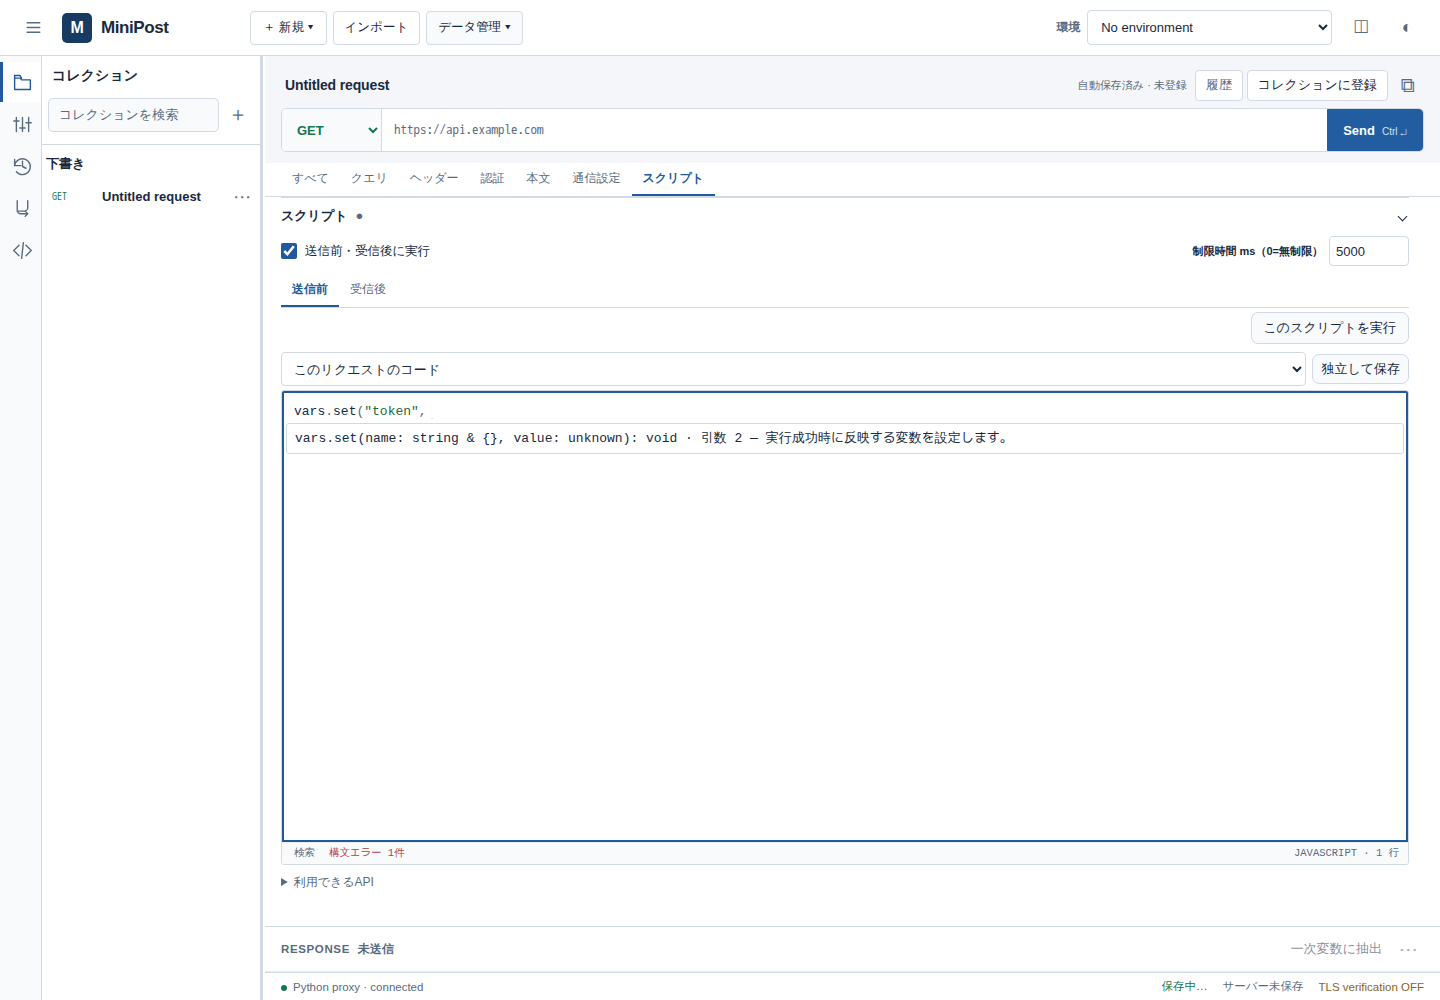 M MiniPost ＋ 新規 ▾ インポート データ管理 ▾ 環境 No environment
コレクション
コレクションを検索 ＋
下書き
GET Untitled request ···
Untitled request 自動保存済み · 未登録 履歴 コレクションに登録
GET https://api.example.com Send Ctrl ⏎
すべて クエリ ヘッダー 認証 本文 通信設定 スクリプト
スクリプト ●
送信前・受信後に実行 制限時間 ms（0=無制限） 5000
送信前 受信後
このスクリプトを実行
このリクエストのコード 独立して保存
vars.set("token",
vars.set(name: string & {}, value: unknown): void · 引数 2 — 実行成功時に反映する変数を設定します。
検索 構文エラー 1件 JAVASCRIPT · 1 行
▶ 利用できるAPI
RESPONSE 未送信 一次変数に抽出 ···
Python proxy · connected 保存中… サーバー未保存 TLS verification OFF